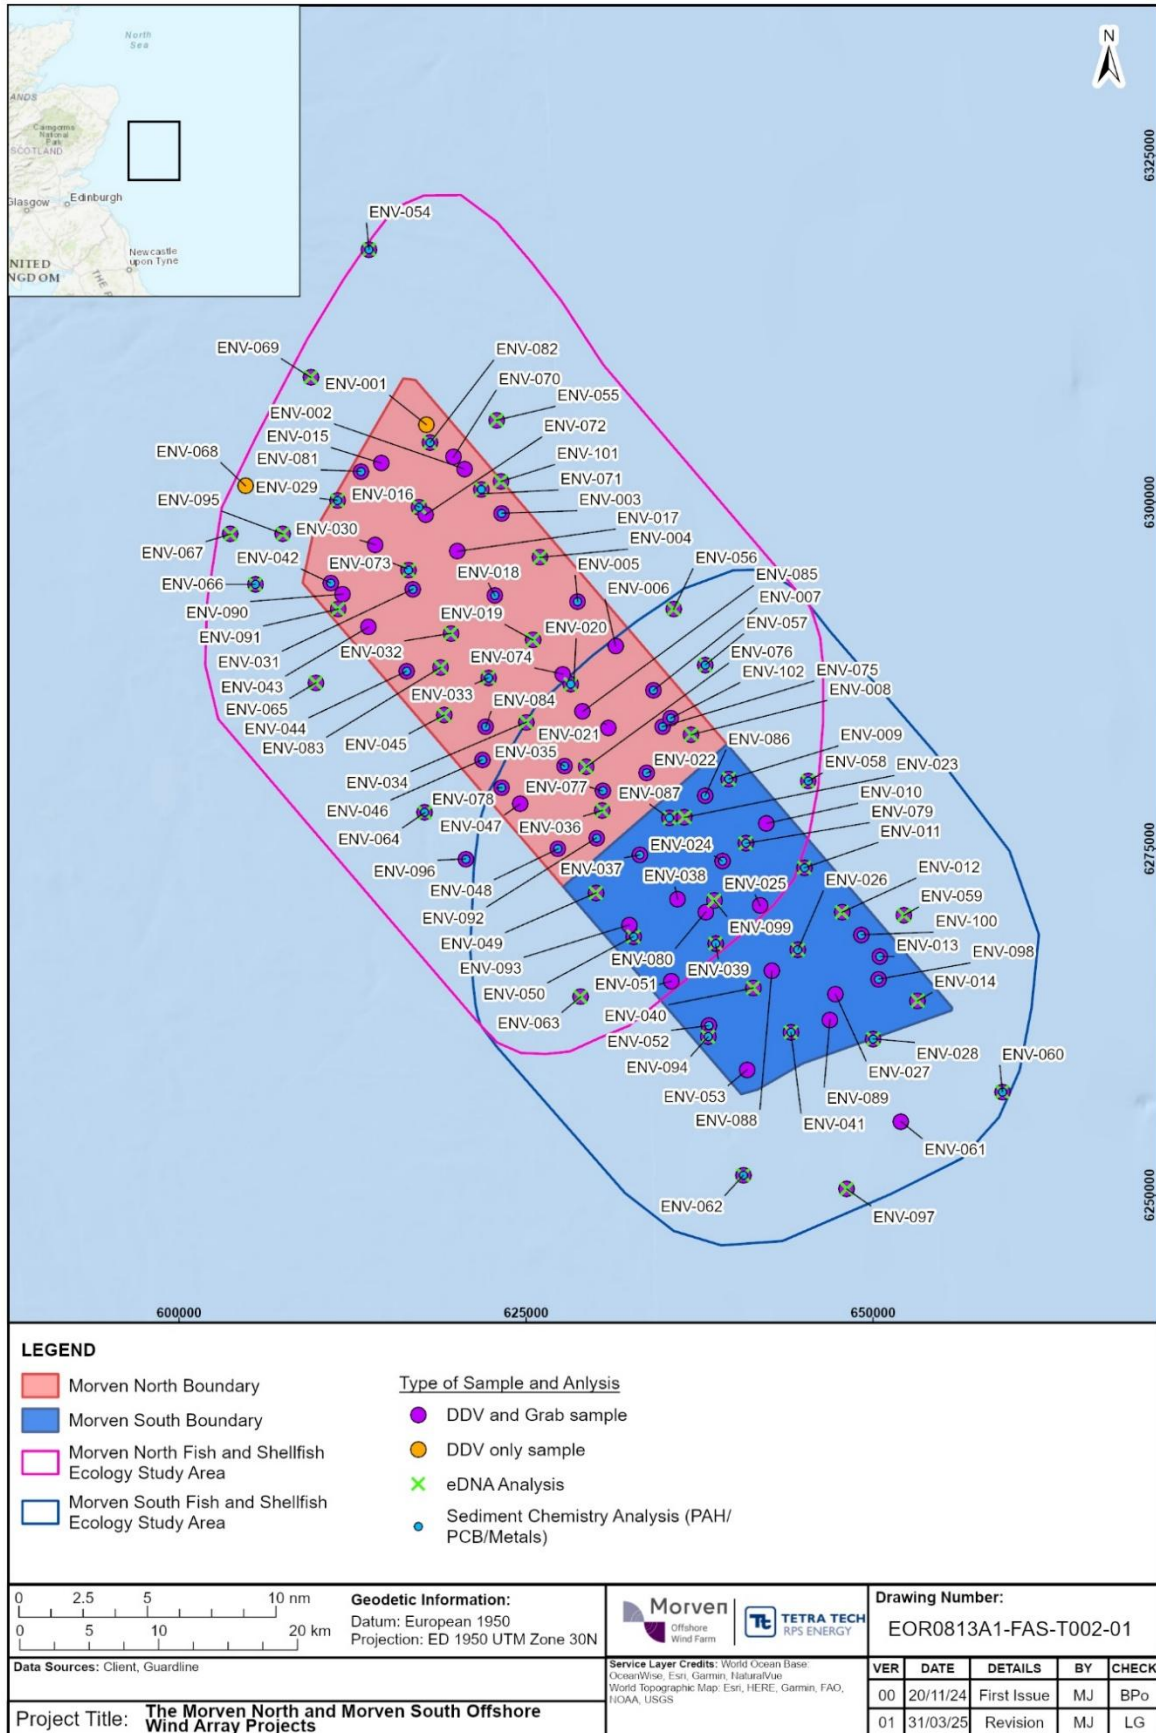 North
Sea
N
ANDS
Cairngorms
National
Park
SCOTLAND
Glasgow
Edinburgh
Newcastle
upon Tyne
NITED
NGDOM
THE P
6325000
ENV-054
ENV-069
ENV-082
ENV-001
ENV-070
ENV-055
ENV-002
ENV-072
ENV-015
ENV-068
ENV-081
ENV-101
ENV-071
ENV-029
ENV-016
ENV-003
6300000
ENV-095
ENV-017
ENV-030
ENV-004
ENV-067
ENV-042
ENV-073
ENV-018
ENV-005
ENV-056
ENV-085
ENV-066
ENV-006
ENV-007
ENV-090
ENV-019
ENV-057
ENV-091
ENV-020
ENV-032
ENV-076
ENV-031
ENV-074
ENV-075
ENV-102
ENV-043
ENV-033
ENV-008
ENV-065
ENV-084
ENV-044
ENV-021
ENV-086
ENV-083
ENV-045
ENV-009
ENV-035
ENV-022
ENV-023
ENV-034
ENV-058
ENV-077
ENV-087
ENV-010
ENV-046
ENV-078
ENV-079
ENV-064
ENV-047
ENV-036
ENV-011
6275000
ENV-024
ENV-096
ENV-037
ENV-012
ENV-048
ENV-038
ENV-025
ENV-026
ENV-059
ENV-092
ENV-100
ENV-099
ENV-049
ENV-013
ENV-093
ENV-080
ENV-098
ENV-039
ENV-050
ENV-051
ENV-014
ENV-063
ENV-040
ENV-052
ENV-028
ENV-060
ENV-094
ENV-027
ENV-053
ENV-089
ENV-088
ENV-041
ENV-061
ENV-062
ENV-097
6250000
600000
625000
650000
LEGEND
Morven North Boundary
Morven South Boundary
Morven North Fish and Shellfish
Ecology Study Area
Morven South Fish and Shellfish
Ecology Study Area
Type of Sample and Anlysis
DDV and Grab sample
DDV only sample
eDNA Analysis
Sediment Chemistry Analysis (PAH/
PCB/Metals)
0 2.5 5 10 nm
0 5 10 20 km
Geodetic Information:
Datum: European 1950
Projection: ED 1950 UTM Zone 30N
Morven
Offshore
Wind Farm
Tt TETRA TECH
RPS ENERGY
Drawing Number:
EOR0813A1-FAS-T002-01
Data Sources: Client, Guardline
Service Layer Credits: World Ocean Base:
OceanWise, Esri, Garmin, NaturalVue
World Topographic Map: Esri, HERE, Garmin, FAO,
NOAA, USGS
VER DATE DETAILS BY CHECK
00 20/11/24 First Issue MJ BPo
01 31/03/25 Revision MJ LG
Project Title: The Morven North and Morven South Offshore
Wind Array Projects